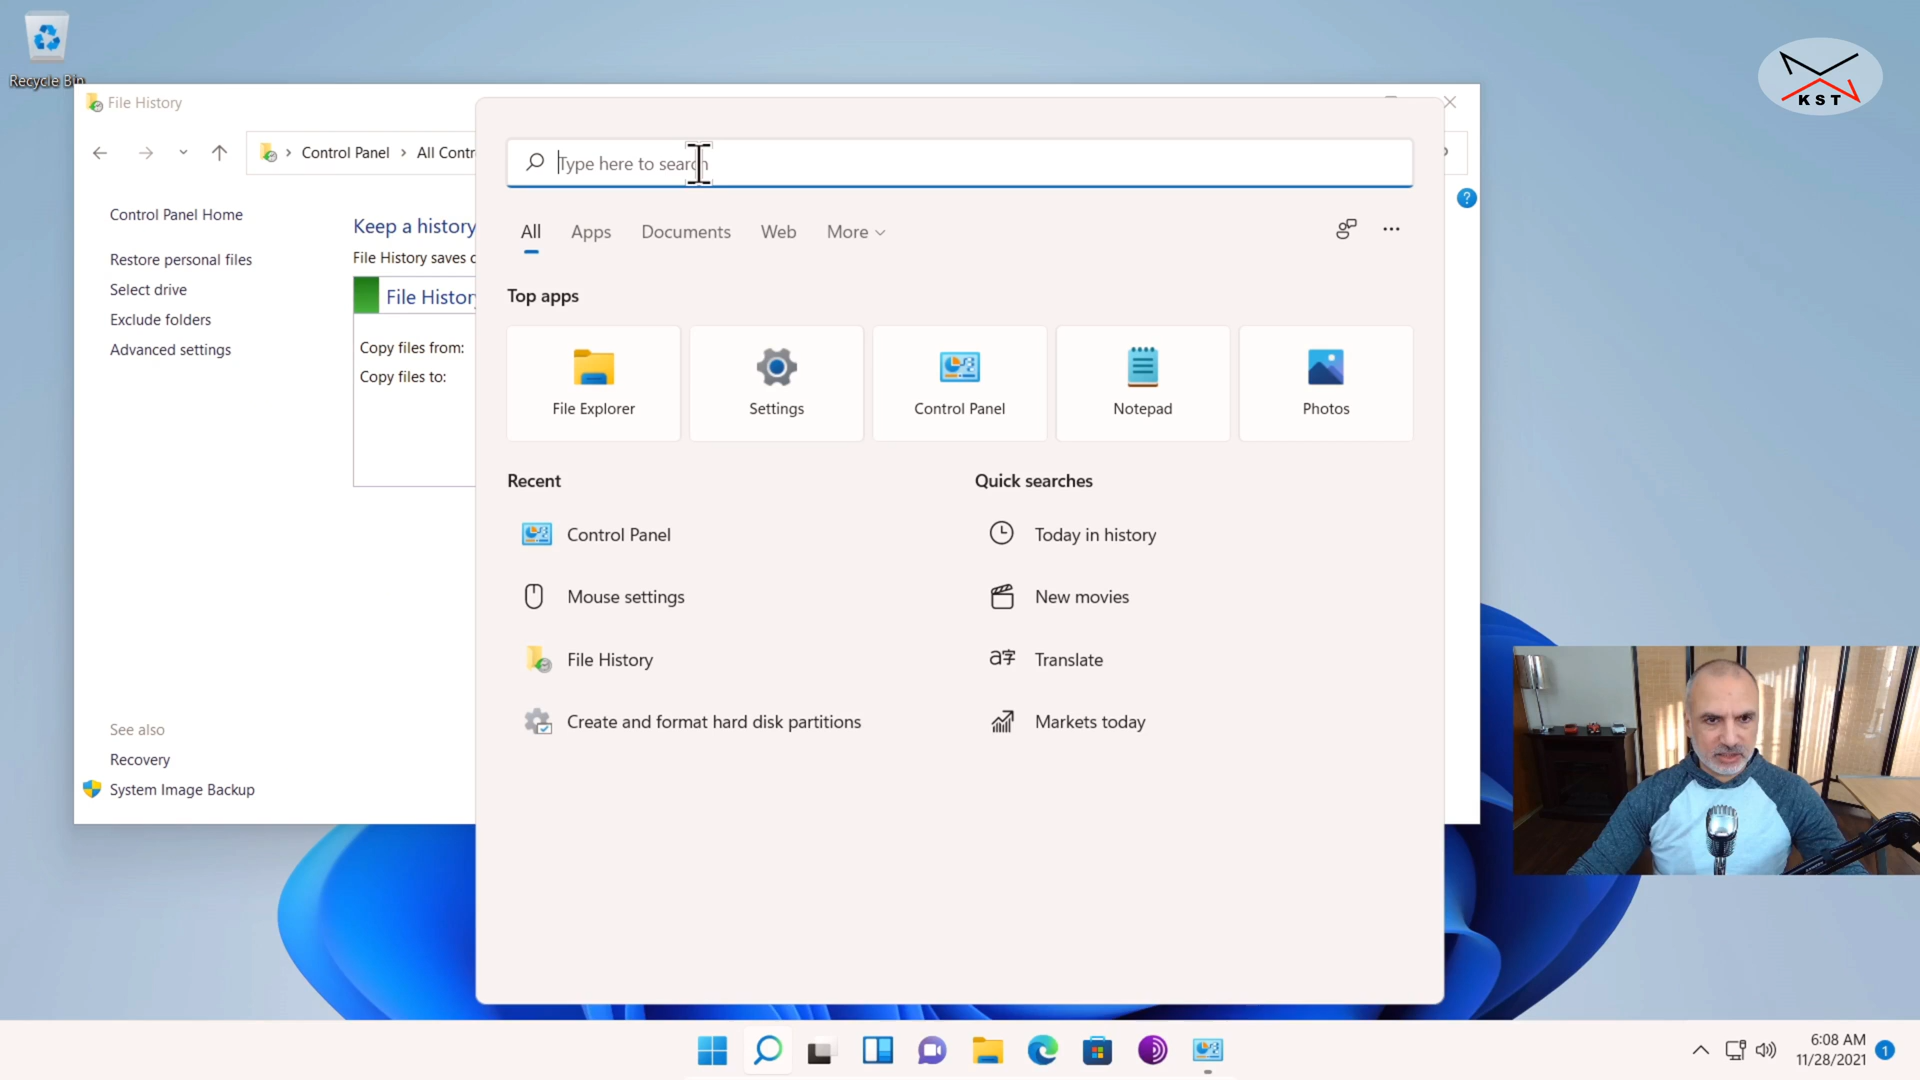 Recycle Bin
KST
File History
Control Panel
All Contr
Type here to search
Control Panel Home
Keep a history
File History saves c
Restore personal files
Select drive
Exclude folders
Advanced settings
File History
Copy files from:
Copy files to:
All Apps Documents Web More
Top apps
File Explorer Settings Control Panel Notepad Photos
Recent
Control Panel
Mouse settings
File History
Create and format hard disk partitions
Quick searches
Today in history
New movies
Translate
Markets today
See also
Recovery
System Image Backup
6:08 AM
11/28/2021
1